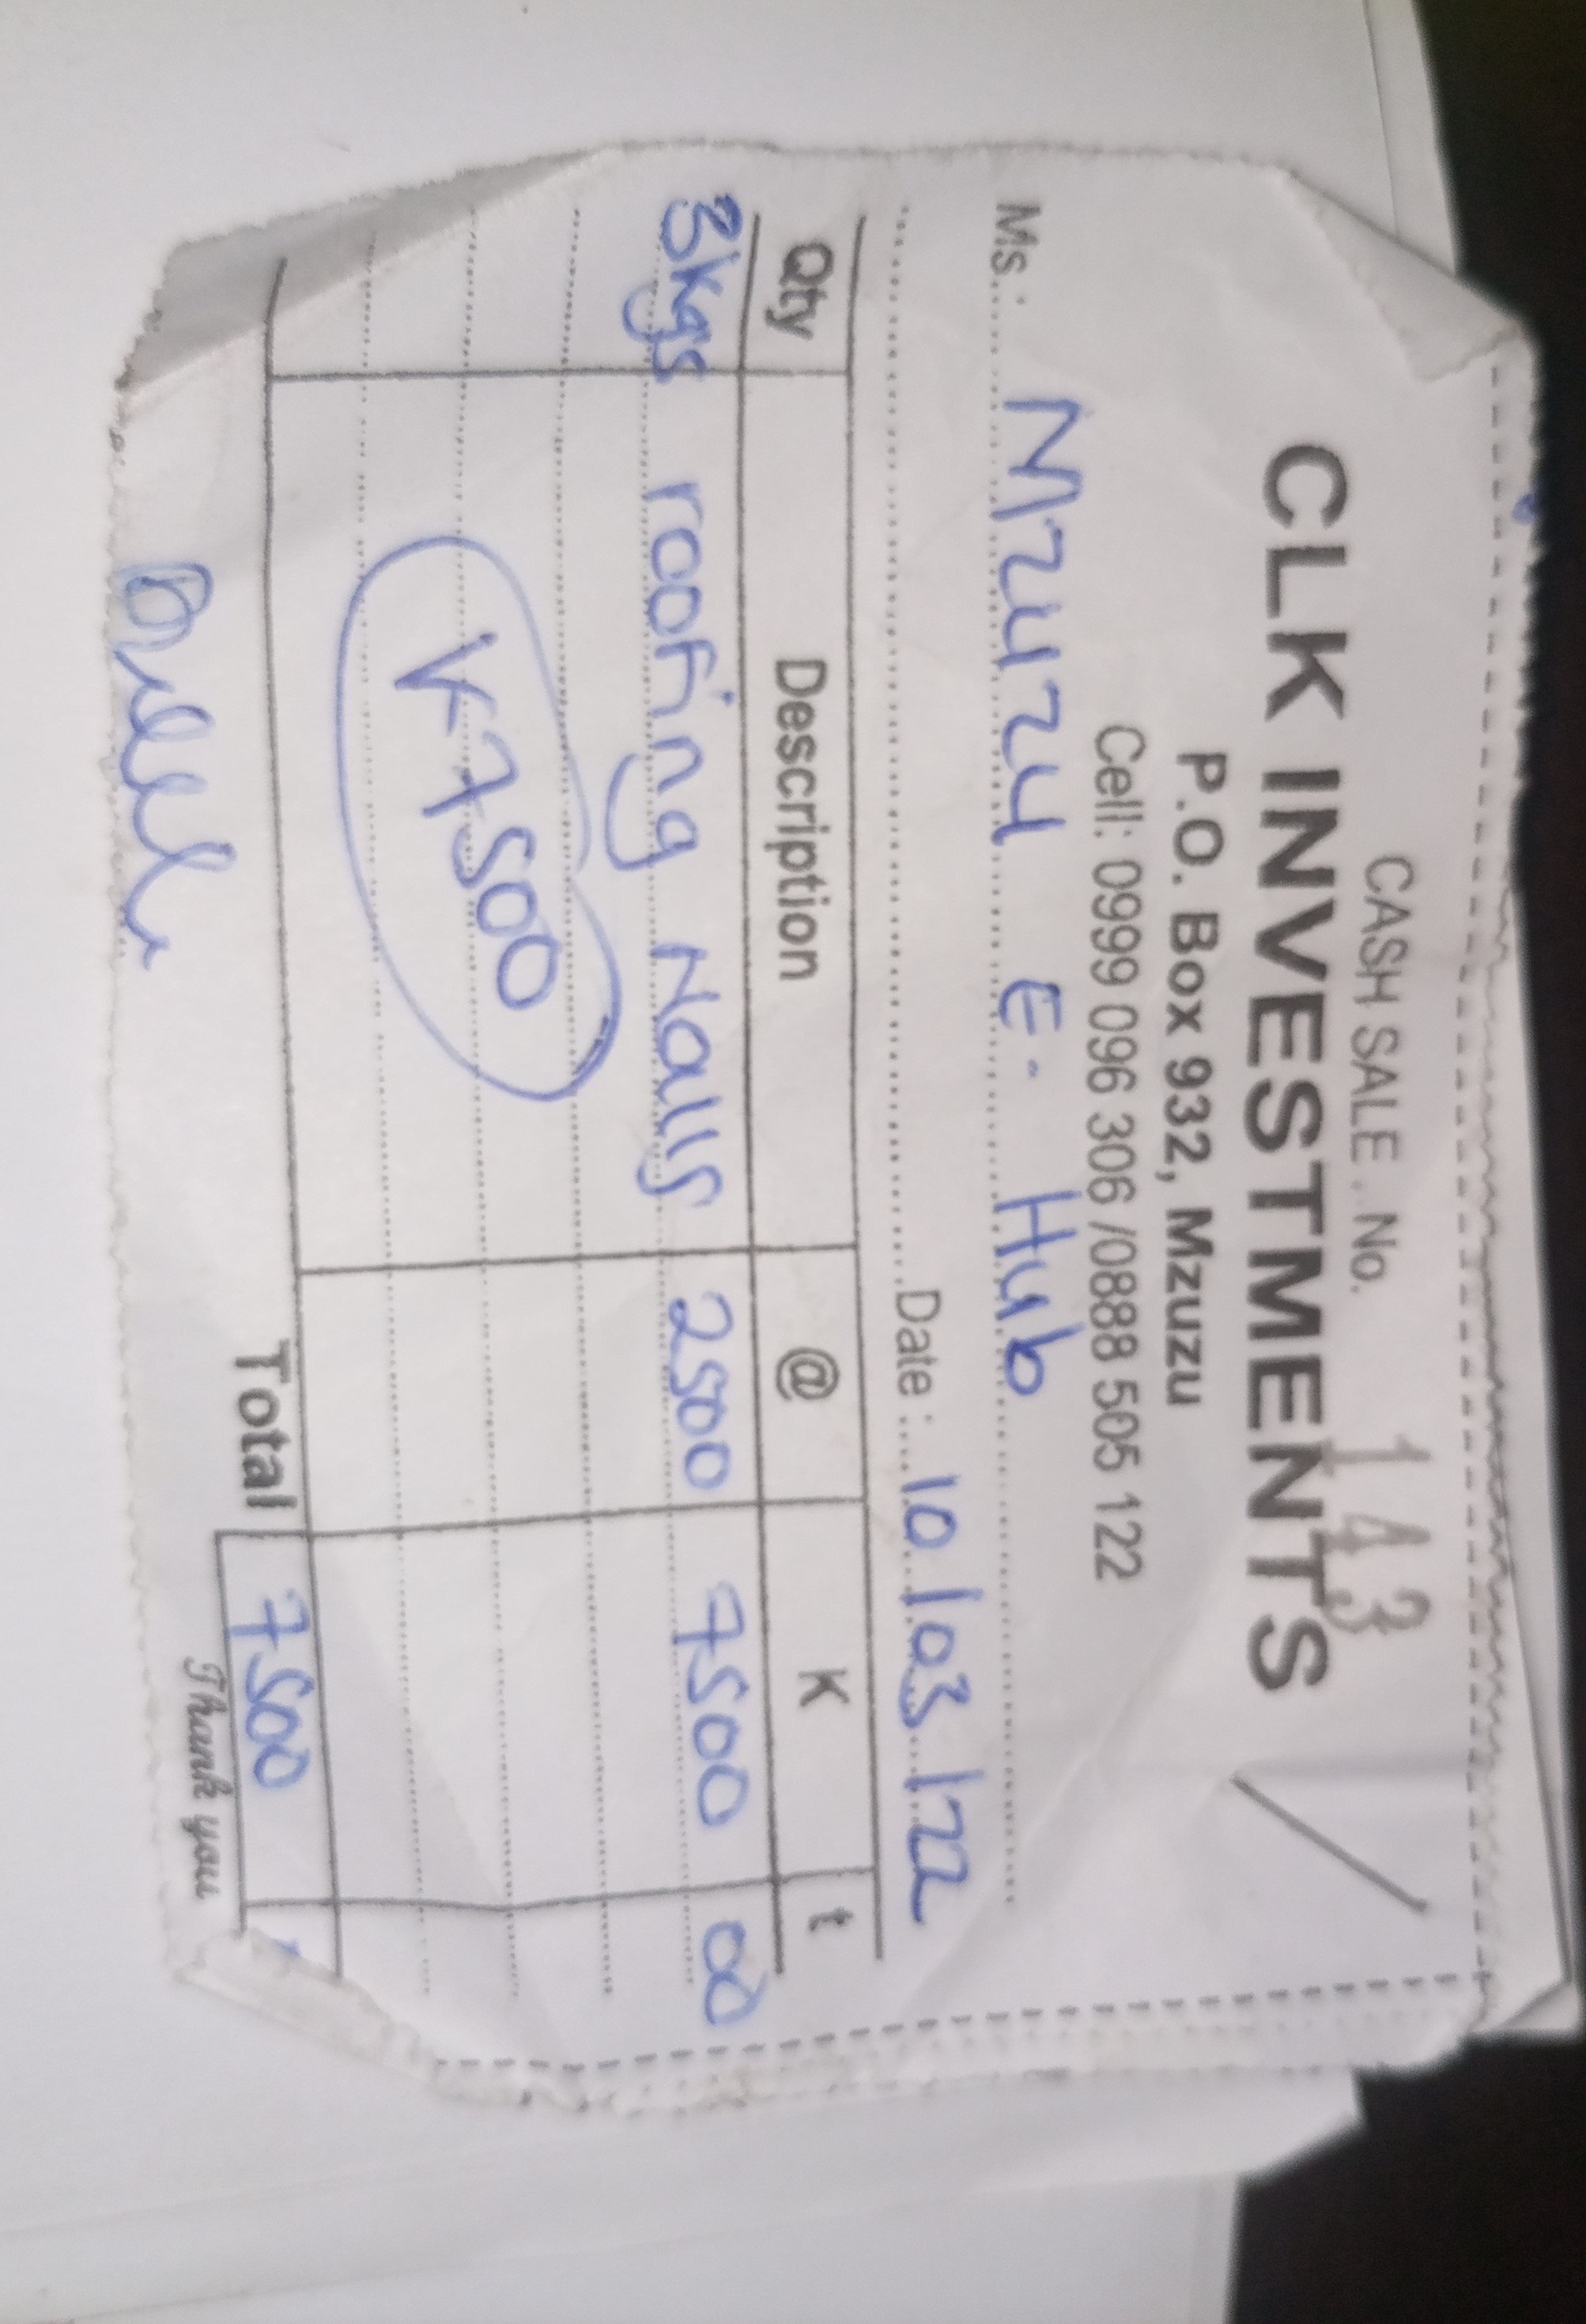 CASH SALE . No. 143
CLK INVESTMENTS
P.O. Box 932, Mzuzu
Cell: 0999 096 306 /0888 505 122
Ms : Mzuzu E- Hub
Date : 10/03/22
Qty Description @ K t
3kgs roofing Nails 2500 7500 00
K7500
Total 7500
Thank you